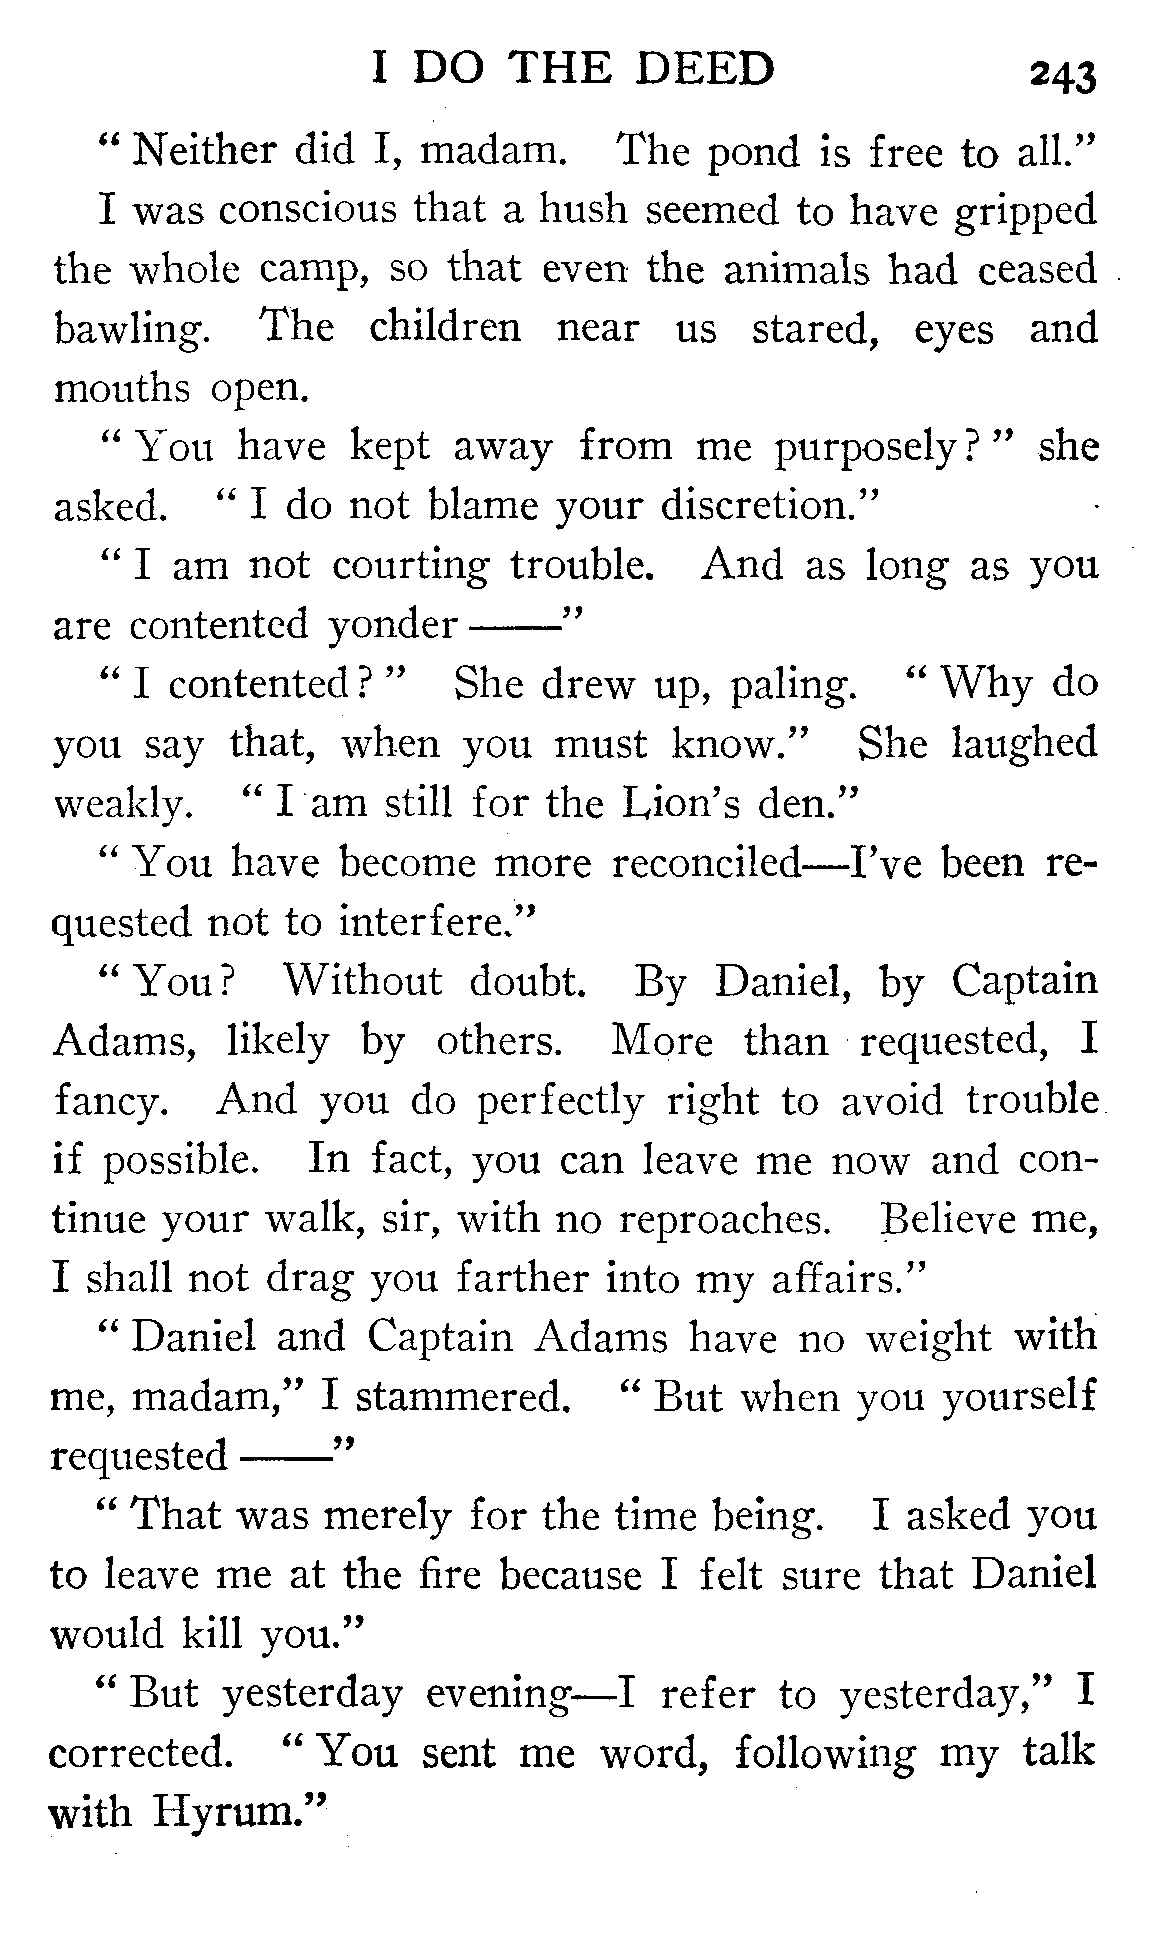 I DO THE DEED 243
“ Neither did I, madam. The pond is free to all.”
I was conscious that a hush seemed to have gripped
the whole camp, so that even the animals had ceased
bawling. The children near us stared, eyes and
mouths open.
“ You have kept away from me purposely? ” she
asked. “ I do not blame your discretion.”
“ I am not courting trouble. And as long as you
are contented yonder ——”
“ I contented? ” She drew up, paling. “ Why do
you say that, when you must know.” She laughed
weakly. “ I am still for the Lion’s den.”
“ You have become more reconciled—I’ve been re-
quested not to interfere.”
“ You? Without doubt. By Daniel, by Captain
Adams, likely by others. More than requested, I
fancy. And you do perfectly right to avoid trouble
if possible. In fact, you can leave me now and con-
tinue your walk, sir, with no reproaches. Believe me,
I shall not drag you farther into my affairs.”
“ Daniel and Captain Adams have no weight with
me, madam,” I stammered. “ But when you yourself
requested ——”
“ That was merely for the time being. I asked you
to leave me at the fire because I felt sure that Daniel
would kill you.”
“ But yesterday evening—I refer to yesterday,” I
corrected. “ You sent me word, following my talk
with Hyrum.”